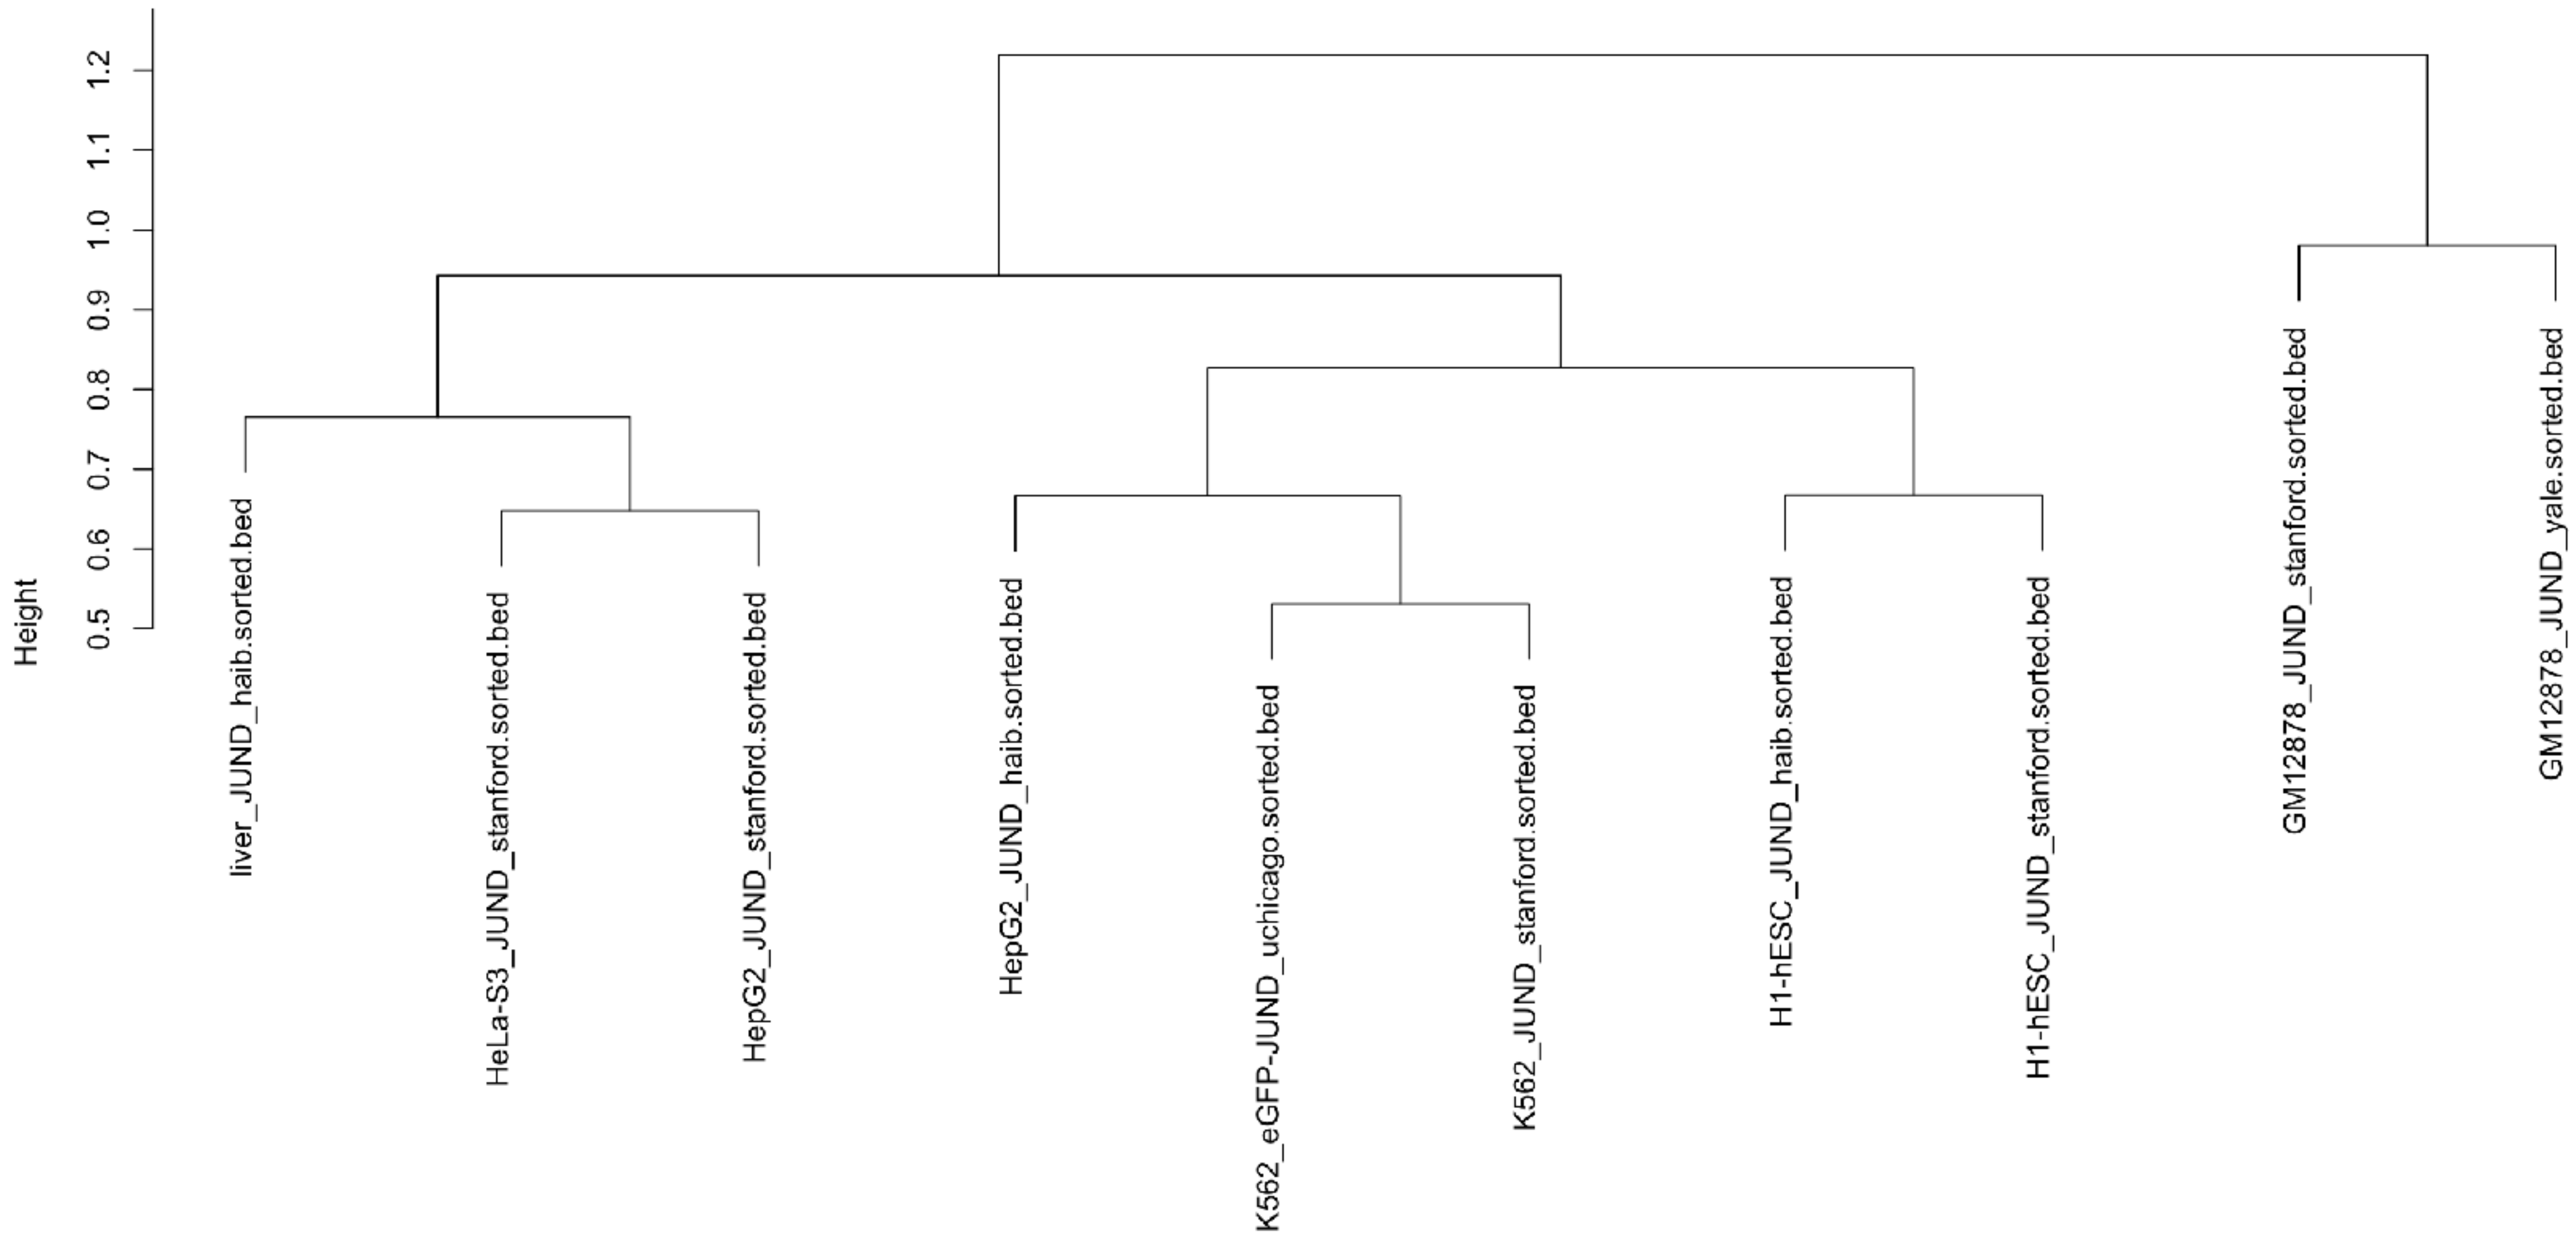 Height
1.2
1.1
1.0
0.9
0.8
0.7
0.6
0.5
liver_JUND_haib.sorted.bed
HeLa-S3_JUND_stanford.sorted.bed
HepG2_JUND_stanford.sorted.bed
HepG2_JUND_haib.sorted.bed
K562_eGFP-JUND_uchicago.sorted.bed
K562_JUND_stanford.sorted.bed
H1-hESC_JUND_haib.sorted.bed
H1-hESC_JUND_stanford.sorted.bed
GM12878_JUND_stanford.sorted.bed
GM12878_JUND_yale.sorted.bed